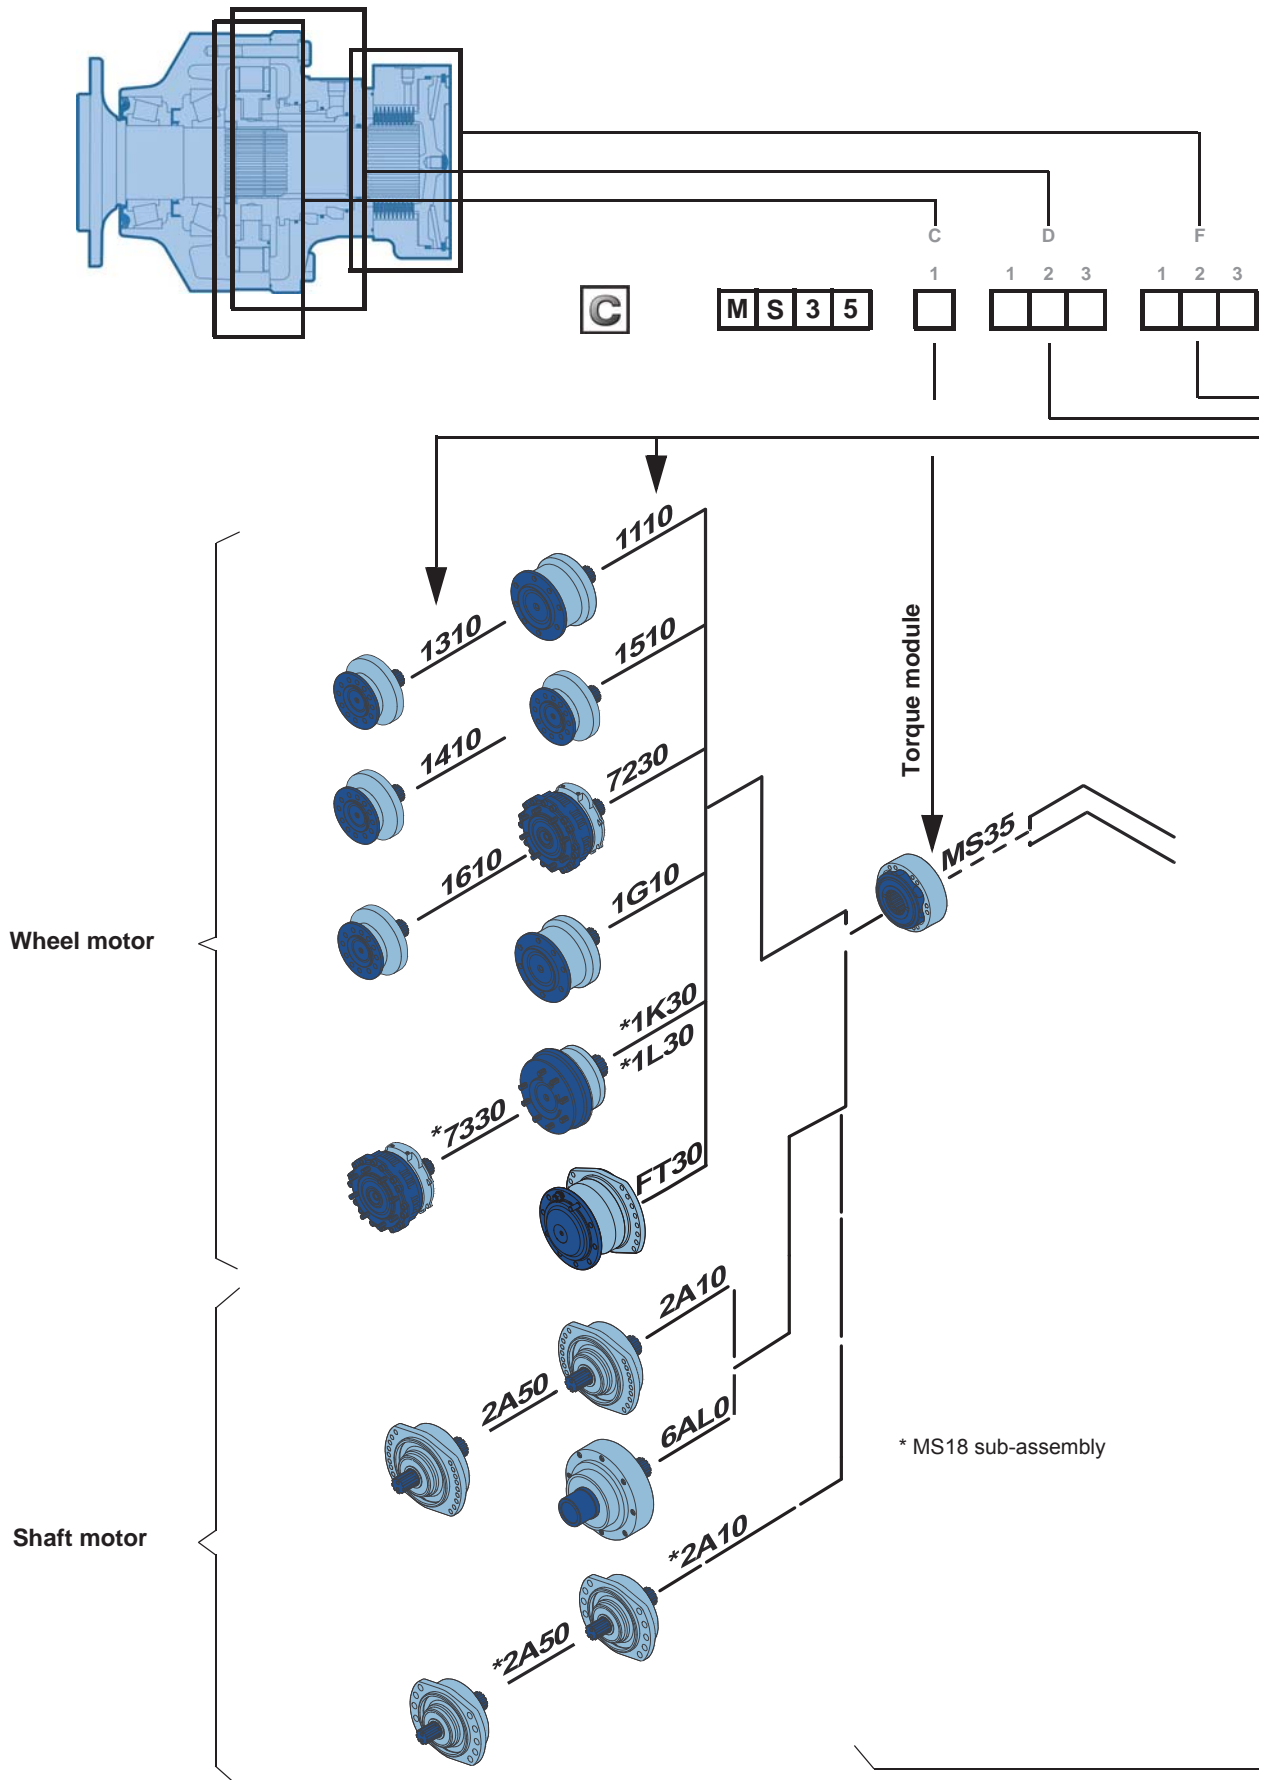 C D F
1 1 2 3 1 2 3
C M S 3 5
1110
1310
1510
1410
7230
1610
1G10
Torque module
MS35
Wheel motor
*1K30
*1L30
*7330
FT30
2A10
2A50
6AL0
* MS18 sub-assembly
Shaft motor
*2A10
*2A50